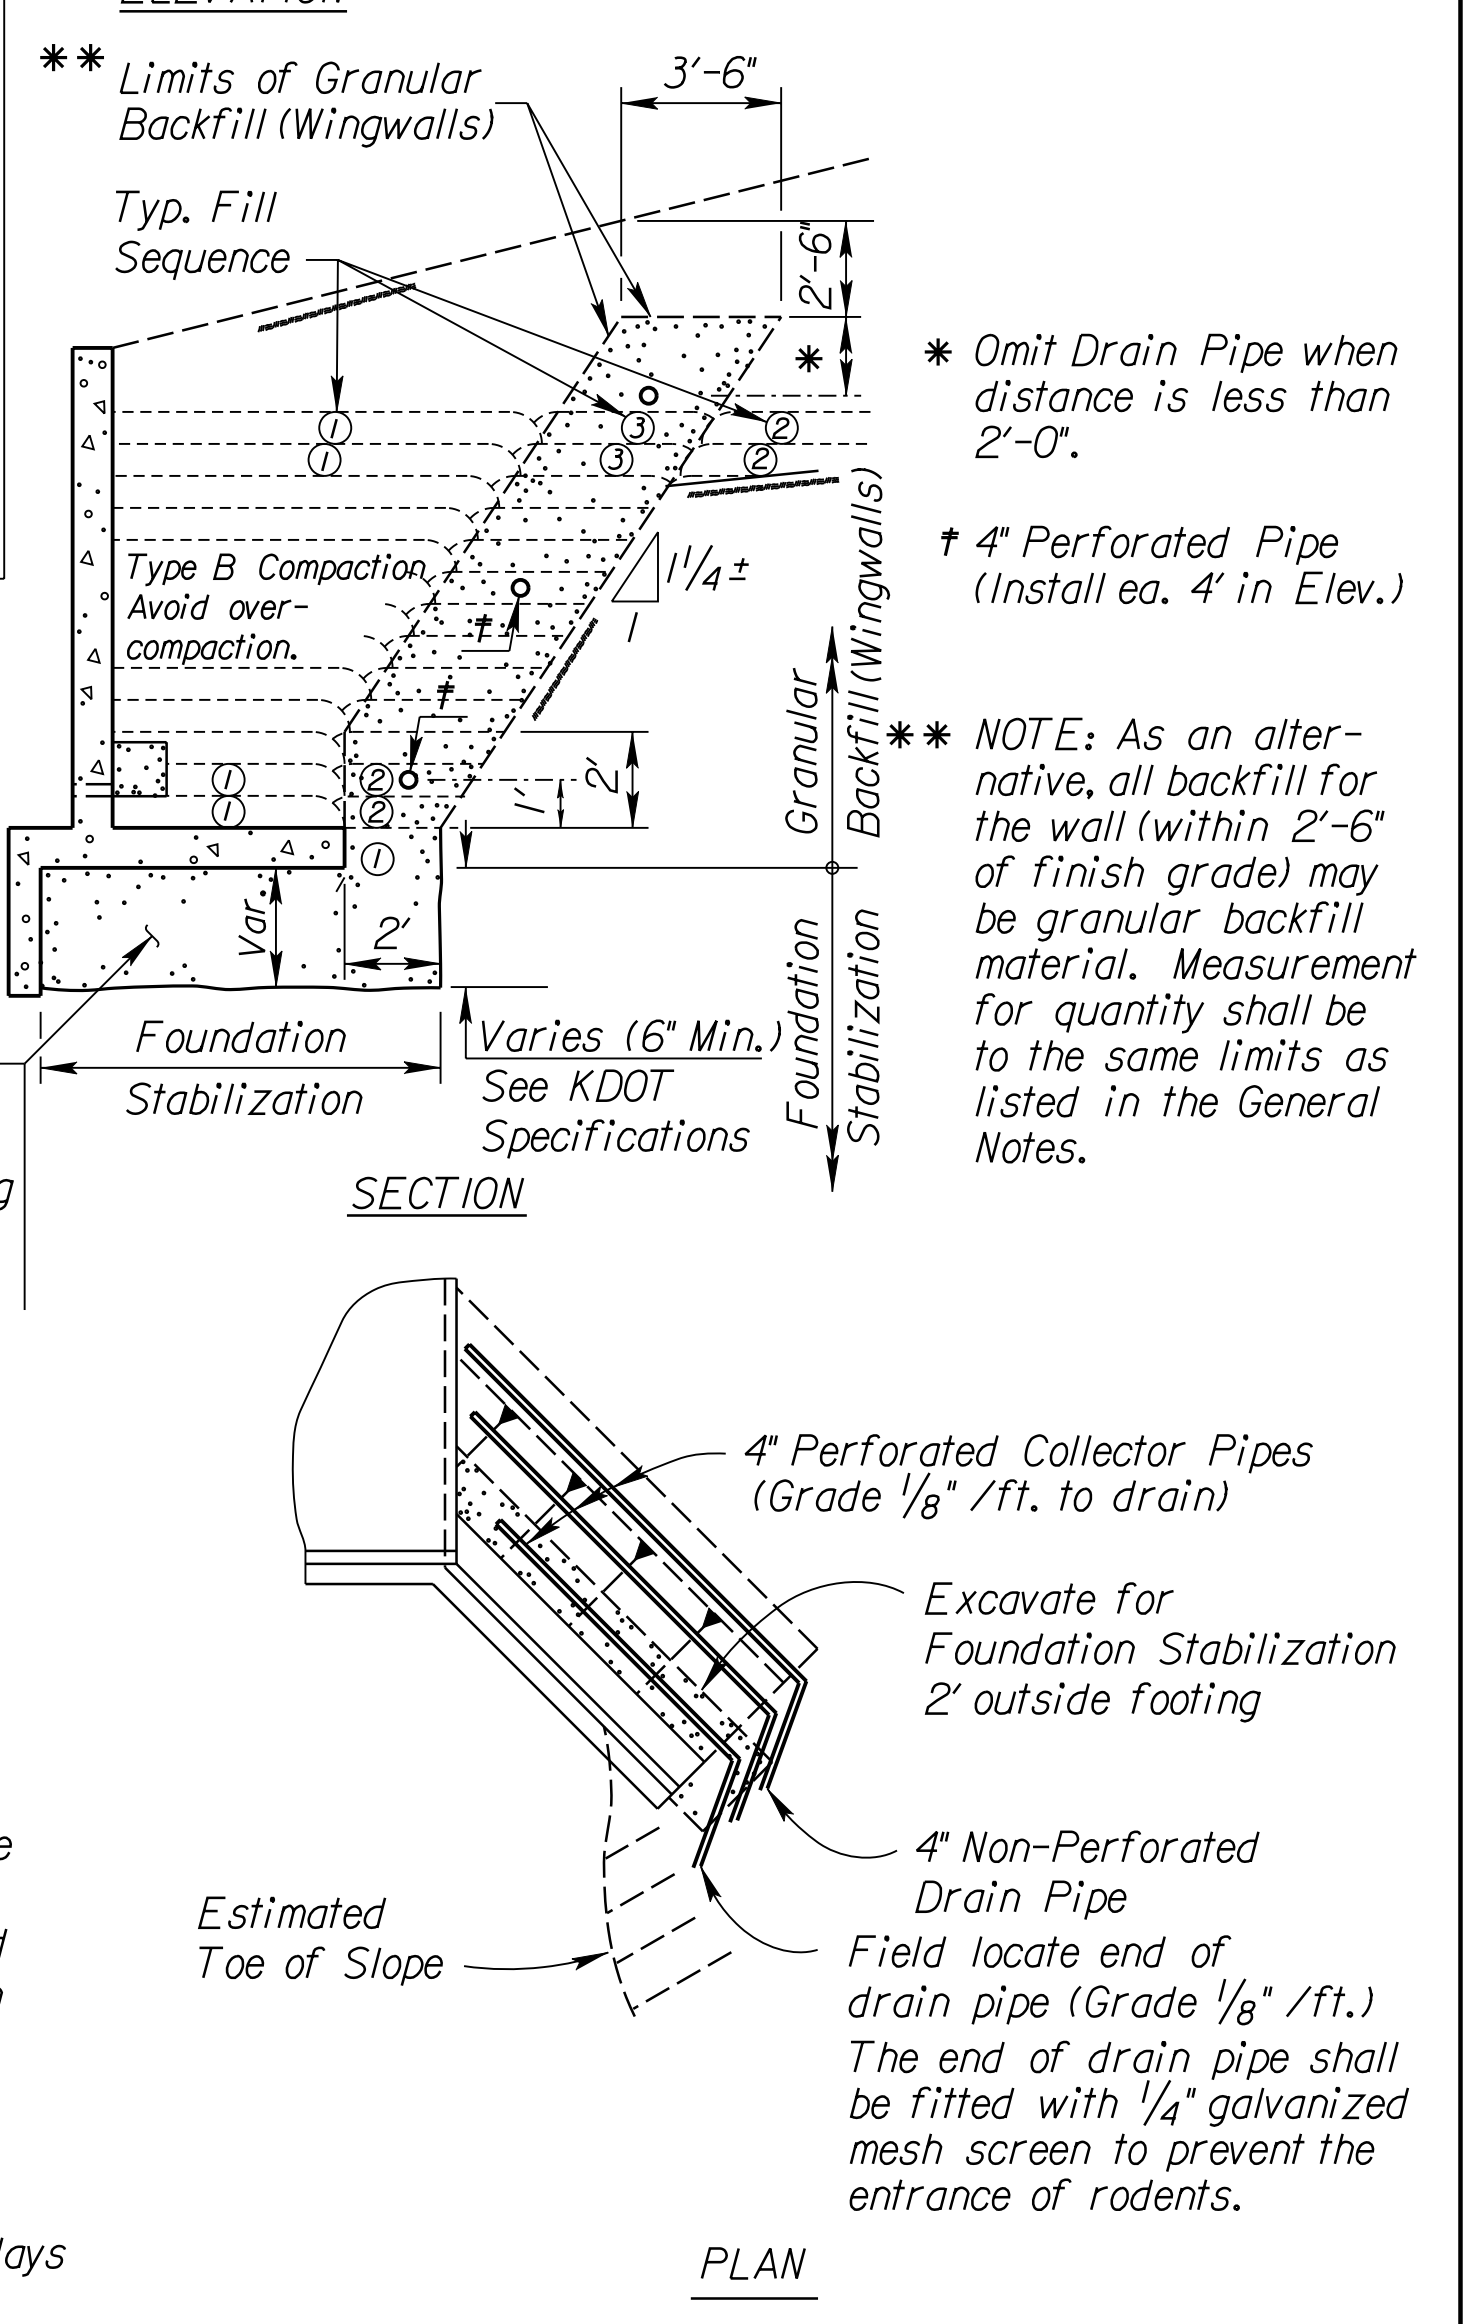 ** Limits of Granular
Backfill (Wingwalls)
3'-6"
Typ. Fill
Sequence
2'-6"
*
* Omit Drain Pipe when
distance is less than
2'-0".
1
3
2
1
3
2
‡ 4" Perforated Pipe
(Install ea. 4' in Elev.)
Type B Compaction
Avoid over-
compaction.
1 1/4 ±
1
‡
‡
Granular
Backfill (Wingwalls)
** NOTE: As an alter-
native, all backfill for
the wall (within 2'-6"
of finish grade) may
be granular backfill
material. Measurement
for quantity shall be
to the same limits as
listed in the General
Notes.
1
2
1
2
1
1'
2'
Var.
2'
Foundation
Stabilization
Foundation
Stabilization
Varies (6" Min.)
See KDOT
Specifications
SECTION
4" Perforated Collector Pipes
(Grade 1/8" /ft. to drain)
Excavate for
Foundation Stabilization
2' outside footing
4" Non-Perforated
Drain Pipe
Estimated
Toe of Slope
Field locate end of
drain pipe (Grade 1/8" /ft.)
The end of drain pipe shall
be fitted with 1/4" galvanized
mesh screen to prevent the
entrance of rodents.
PLAN